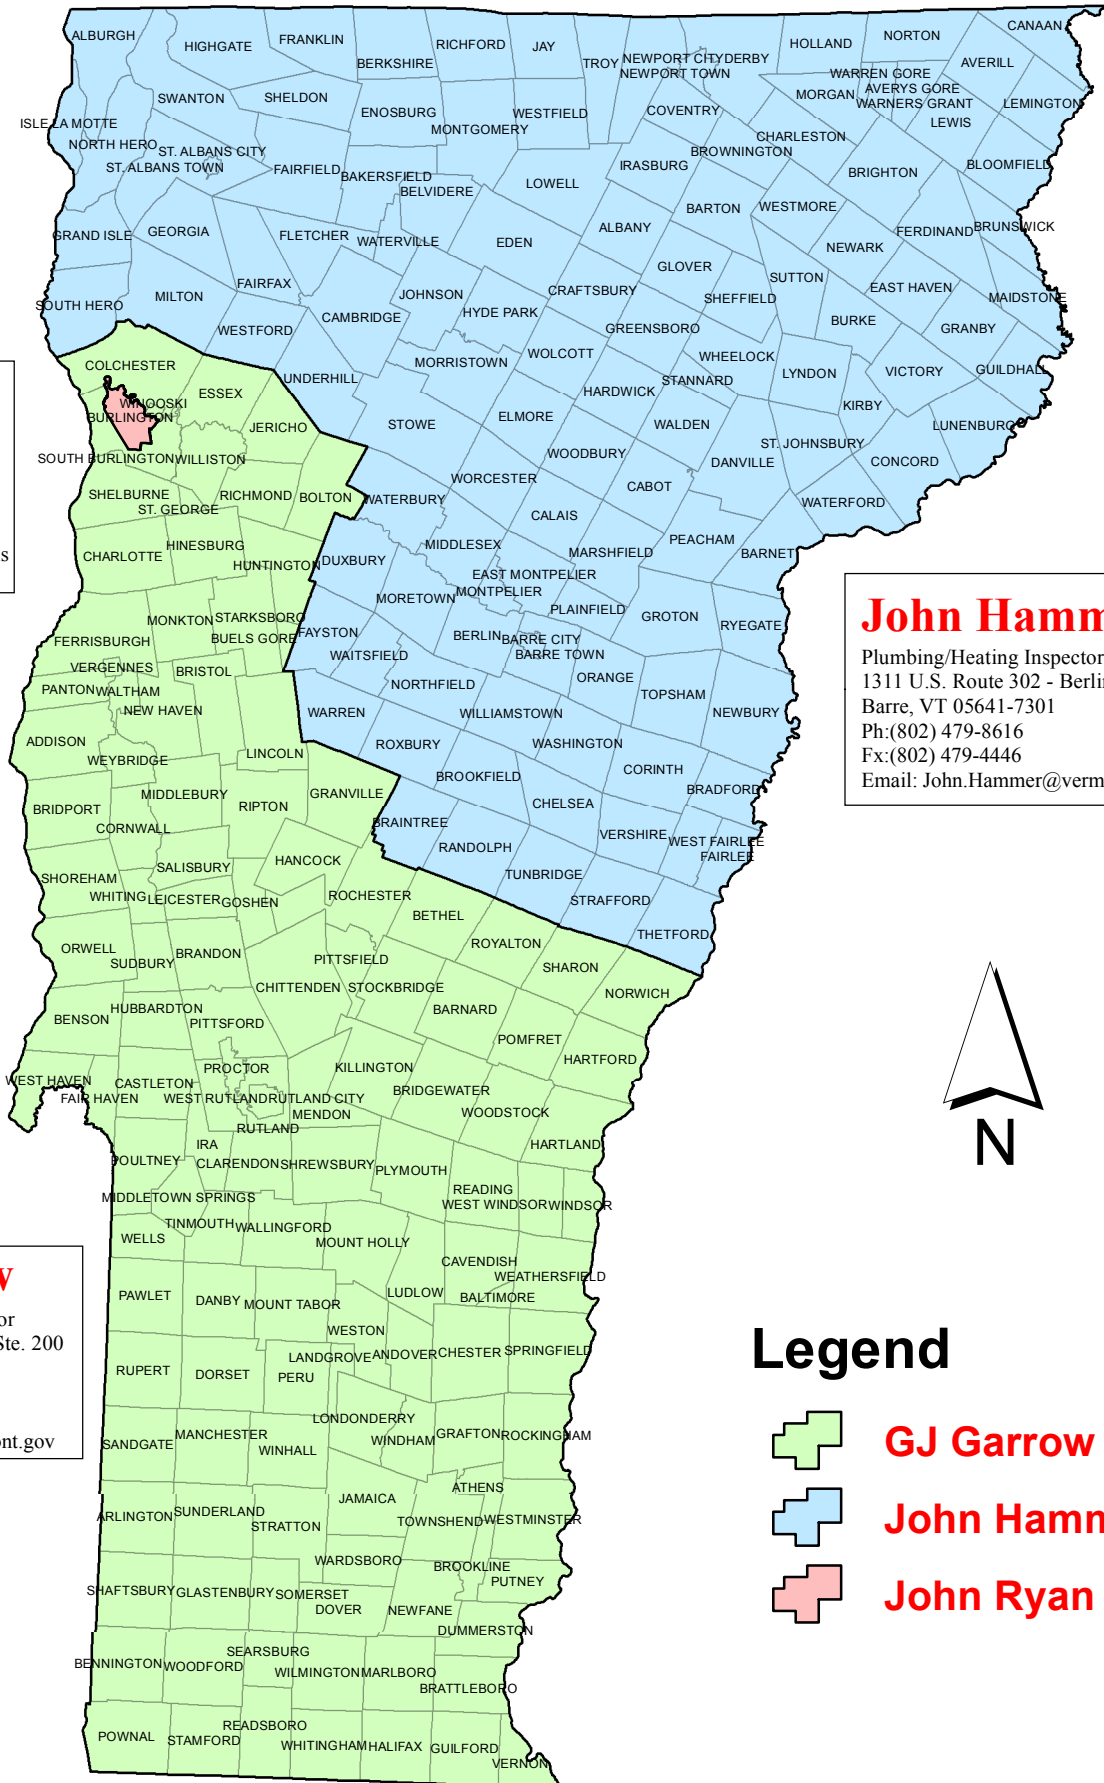 ALBURGH
HIGHGATE
FRANKLIN
BERKSHIRE
RICHFORD
JAY
TROY
NEWPORT CITY
DERBY
NEWPORT TOWN
HOLLAND
NORTON
CANAAN
AVERILL
WARREN GORE
AVERYS GORE
WARNERS GRANT
MORGAN
LEWIS
LEMINGTON
SWANTON
SHELDON
ENOSBURG
MONTGOMERY
WESTFIELD
COVENTRY
CHARLESTON
BROWNINGTON
BLOOMFIELD
ISLE LA MOTTE
NORTH HERO
ST. ALBANS CITY
ST. ALBANS TOWN
FAIRFIELD
BAKERSFIELD
BELVIDERE
LOWELL
IRASBURG
BRIGHTON
BARTON
WESTMORE
GRAND ISLE
GEORGIA
FLETCHER
WATERVILLE
EDEN
ALBANY
NEWARK
FERDINAND
BRUNSWICK
GLOVER
SUTTON
EAST HAVEN
MAIDSTONE
SOUTH HERO
MILTON
FAIRFAX
JOHNSON
HYDE PARK
CRAFTSBURY
SHEFFIELD
CAMBRIDGE
WESTFORD
GREENSBORO
BURKE
GRANBY
COLCHESTER
UNDERHILL
MORRISTOWN
WOLCOTT
WHEELOCK
STANNARD
LYNDON
VICTORY
GUILDHALL
ESSEX
WINOOSKI
BURLINGTON
JERICHO
STOWE
ELMORE
HARDWICK
WALDEN
KIRBY
LUNENBURG
SOUTH BURLINGTON
WILLISTON
WOODBURY
DANVILLE
ST. JOHNSBURY
CONCORD
SHELBURNE
ST. GEORGE
RICHMOND
BOLTON
WATERBURY
WORCESTER
CABOT
WATERFORD
CALAIS
CHARLOTTE
HINESBURG
HUNTINGTON
DUXBURY
MIDDLESEX
MARSHFIELD
PEACHAM
BARNET
EAST MONTPELIER
MONTPELIER
MORETOWN
PLAINFIELD
GROTON
RYEGATE
s
John Hamm
Plumbing/Heating Inspector
1311 U.S. Route 302 - Berlin
Barre, VT 05641-7301
Ph:(802) 479-8616
Fx:(802) 479-4446
Email: John.Hammer@verm
FERRISBURGH
MONKTON
STARKSBORO
BUELS GORE
FAYSTON
WAITSFIELD
BERLIN
BARRE CITY
BARRE TOWN
VERGENNES
BRISTOL
PANTON
WALTHAM
NEW HAVEN
NORTHFIELD
ORANGE
TOPSHAM
NEWBURY
WARREN
WILLIAMSTOWN
ADDISON
WEYBRIDGE
LINCOLN
ROXBURY
WASHINGTON
CORINTH
BROOKFIELD
BRADFORD
BRIDPORT
MIDDLEBURY
RIPTON
GRANVILLE
CHELSEA
CORNWALL
BRAINTREE
RANDOLPH
VERSHIRE
WEST FAIRLEE
FAIRLEE
SHOREHAM
SALISBURY
HANCOCK
TUNBRIDGE
WHITING
LEICESTER
GOSHEN
ROCHESTER
BETHEL
STRAFFORD
THETFORD
ORWELL
SUDBURY
BRANDON
PITTSFIELD
ROYALTON
SHARON
CHITTENDEN
STOCKBRIDGE
NORWICH
BENSON
HUBBARDTON
PITTSFORD
BARNARD
POMFRET
HARTFORD
WEST HAVEN
FAIR HAVEN
CASTLETON
PROCTOR
WEST RUTLAND
RUTLAND CITY
KILLINGTON
MENDON
BRIDGEWATER
WOODSTOCK
RUTLAND
N
IRA
HARTLAND
POULTNEY
CLARENDON
SHREWSBURY
PLYMOUTH
MIDDLETOWN SPRINGS
READING
WEST WINDSOR
WINDSOR
TINMOUTH
WALLINGFORD
WELLS
MOUNT HOLLY
CAVENDISH
WEATHERSFIELD
w
or
Ste. 200
ont.gov
PAWLET
DANBY
MOUNT TABOR
LUDLOW
BALTIMORE
WESTON
RUPERT
DORSET
LANDGROVE
PERU
ANDOVER
CHESTER
SPRINGFIELD
LONDONDERRY
SANDGATE
MANCHESTER
WINHALL
WINDHAM
GRAFTON
ROCKINGHAM
ATHENS
ARLINGTON
SUNDERLAND
STRATTON
JAMAICA
TOWNSHEND
WESTMINSTER
WARDSBORO
BROOKLINE
PUTNEY
SHAFTSBURY
GLASTENBURY
SOMERSET
DOVER
NEWFANE
DUMMERSTON
BENNINGTON
WOODFORD
SEARSBURG
WILMINGTON
MARLBORO
BRATTLEBORO
POWNAL
STAMFORD
READSBORO
WHITINGHAM
HALIFAX
GUILFORD
VERNON
Legend
GJ Garrow
John Hamm
John Ryan